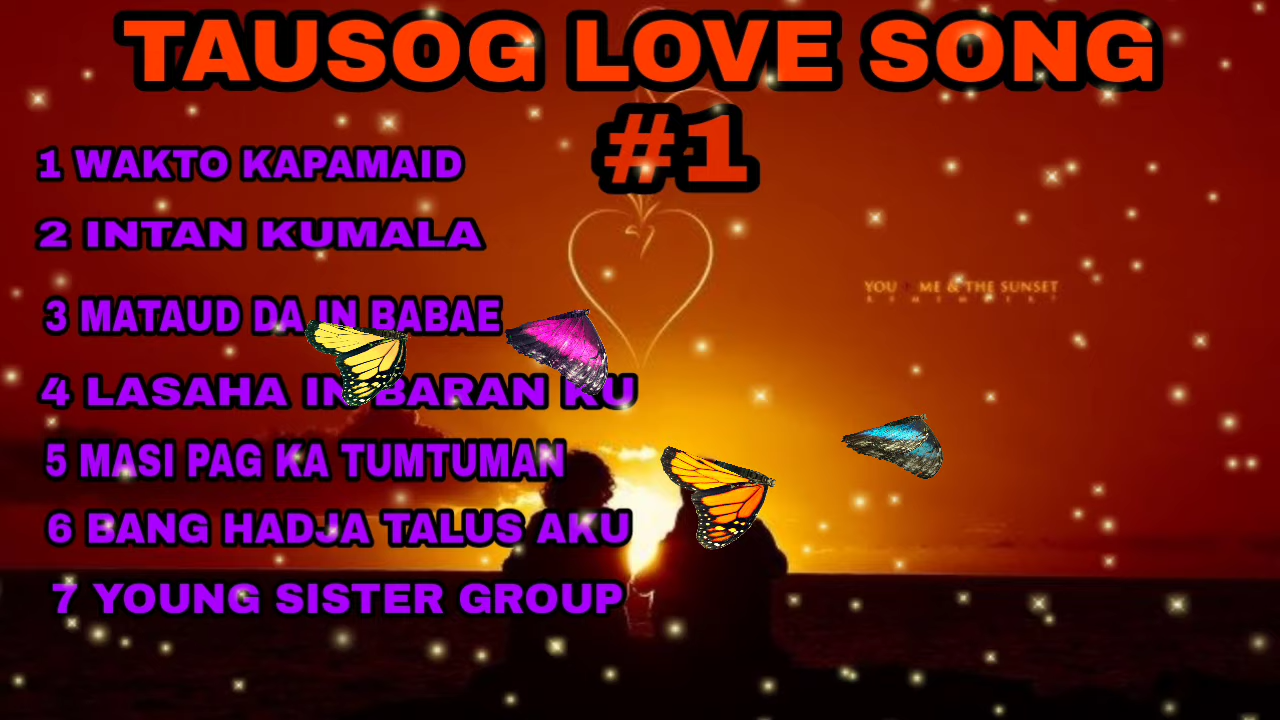 TAUSOG LOVE SONG
#1
1 WAKTO KAPAMAID
2 INTAN KUMALA
3 MATAUD DA IN BABAE
4 LASAHA IN BARAN KU
5 MASI PAG KA TUMTUMAN
6 BANG HADJA TALUS AKU
7 YOUNG SISTER GROUP
YOU + ME & THE SUNSET